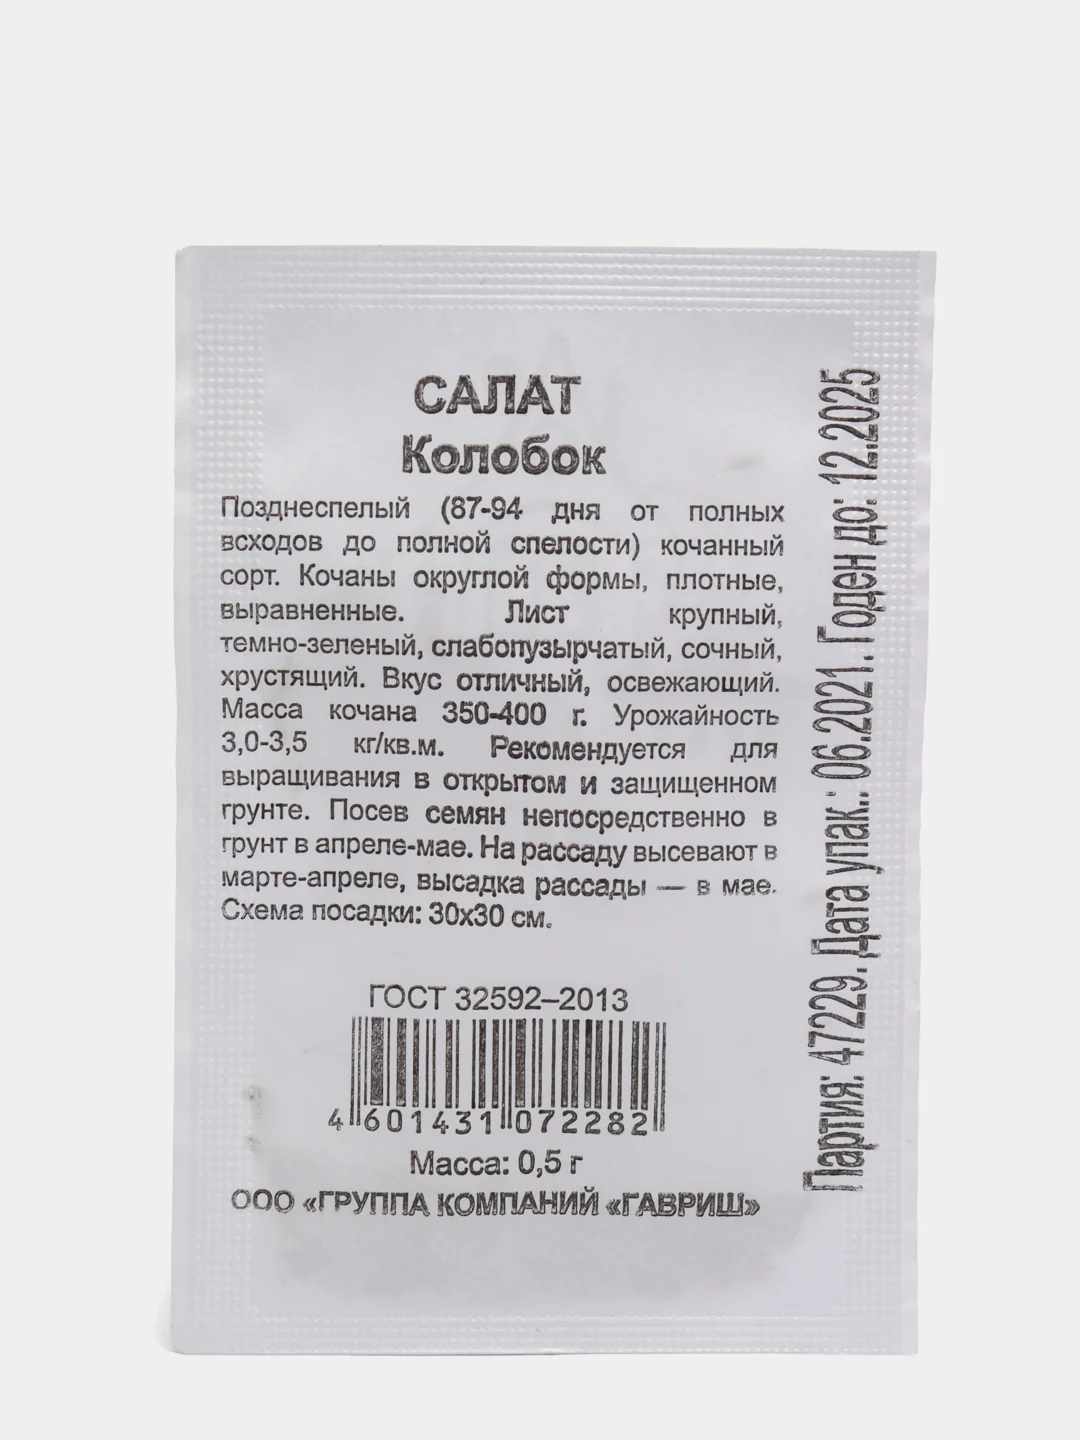 САЛАТ
Колобок
Позднеспелый (87-94 дня от полных
всходов до полной спелости) кочанный
сорт. Кочаны округлой формы, плотные,
выравненные. Лист крупный,
темно-зеленый, слабопузырчатый, сочный,
хрустящий. Вкус отличный, освежающий.
Масса кочана 350-400 г. Урожайность
3,0-3,5 кг/кв.м. Рекомендуется для
выращивания в открытом и защищенном
грунте. Посев семян непосредственно в
грунт в апреле-мае. На рассаду высевают в
марте-апреле, высадка рассады — в мае.
Схема посадки: 30х30 см.
ГОСТ 32592–2013
4 601431 072282
Масса: 0,5 г
ООО «ГРУППА КОМПАНИЙ «ГАВРИШ»
Партия: 47229. Дата упак.: 06.2021. Годен до: 12.2025